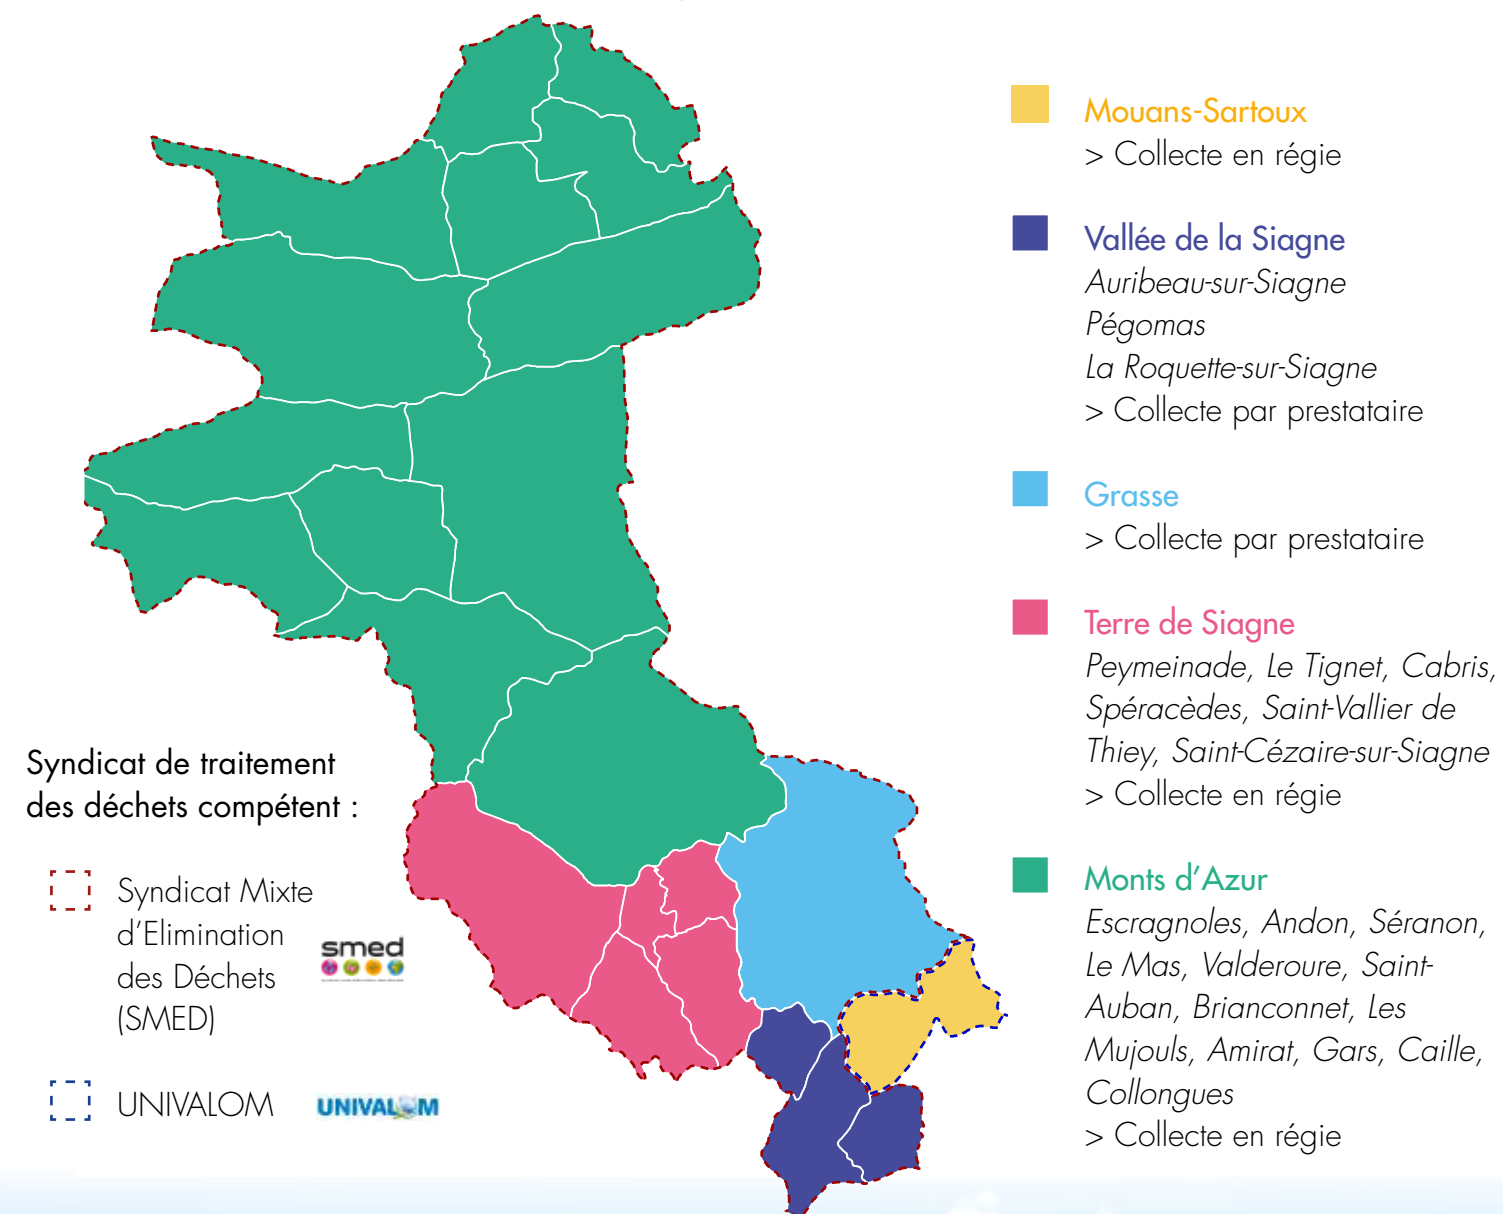 Mouans-Sartoux
> Collecte en régie
Vallée de la Siagne
Auribeau-sur-Siagne
Pégomas
La Roquette-sur-Siagne
> Collecte par prestataire
Grasse
> Collecte par prestataire
Terre de Siagne
Peymeinade, Le Tignet, Cabris,
Spéracèdes, Saint-Vallier de
Thiey, Saint-Cézaire-sur-Siagne
> Collecte en régie
Monts d'Azur
Escragnoles, Andon, Séranon,
Le Mas, Valderoure, Saint-
Auban, Brianconnet, Les
Mujouls, Amirat, Gars, Caille,
Collongues
> Collecte en régie
Syndicat de traitement
des déchets compétent :
Syndicat Mixte
d'Elimination
des Déchets
(SMED)
smed
UNIVALOM
UNIVALOM